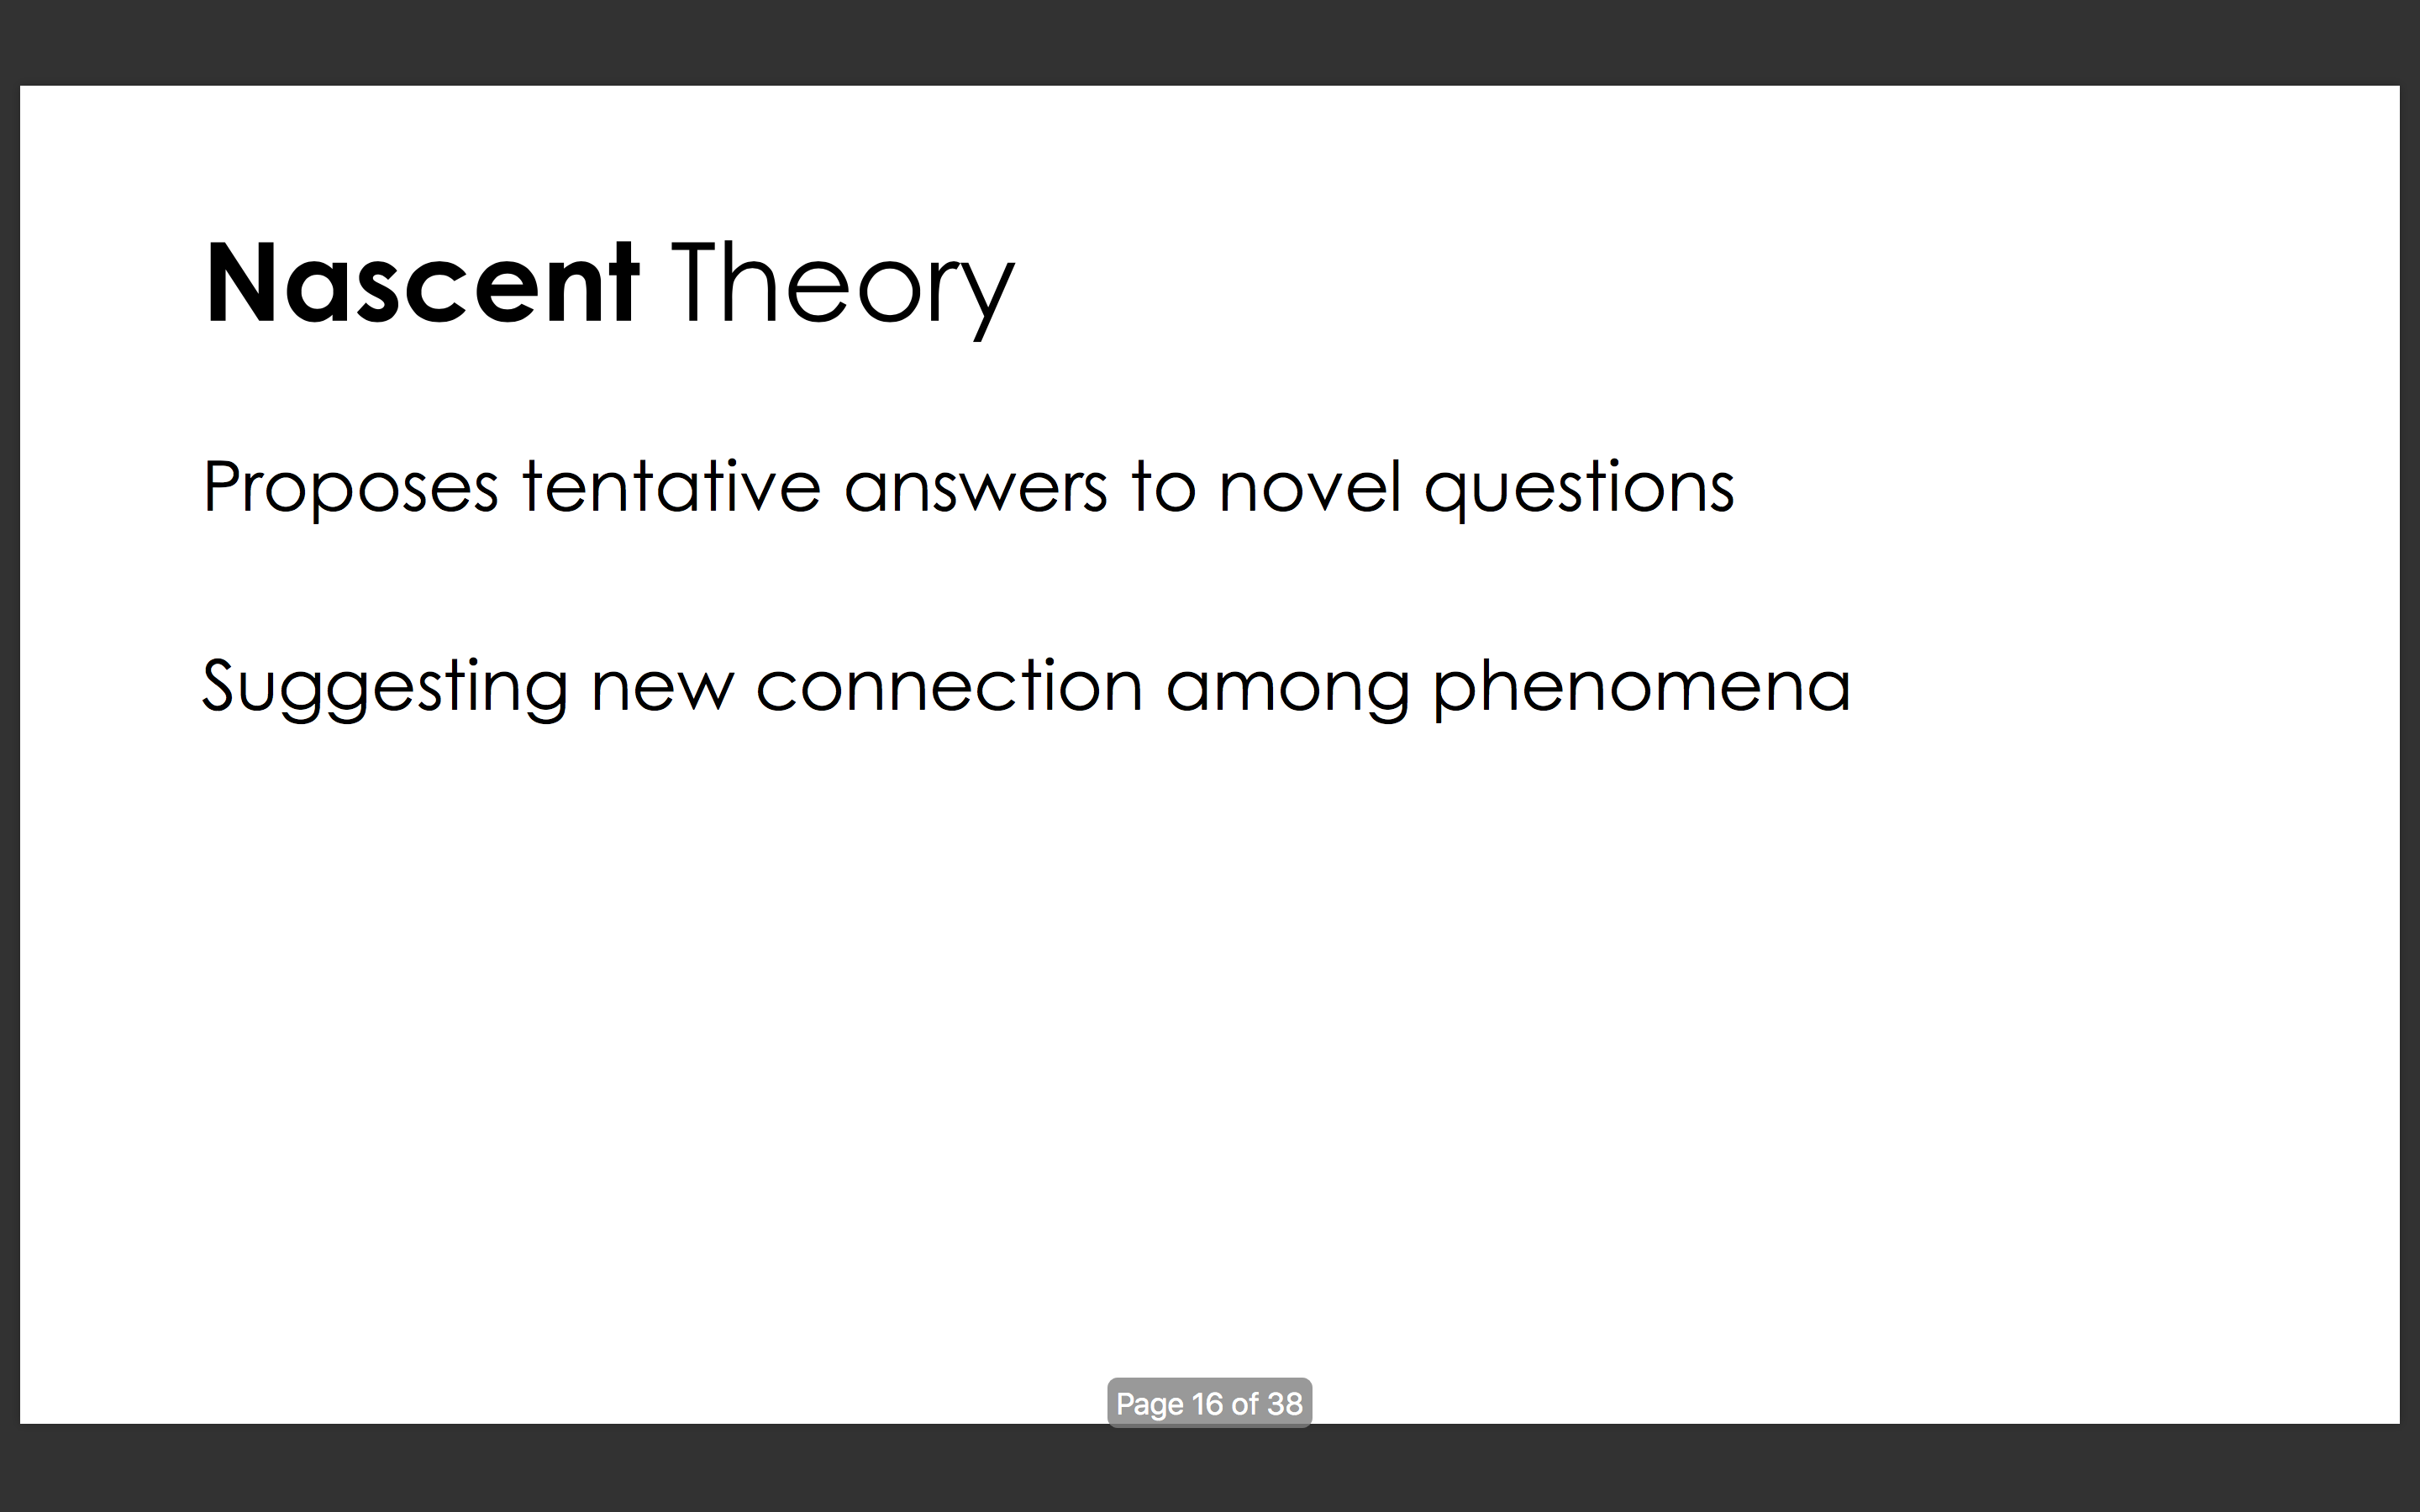 Nascent Theory
Proposes tentative answers to novel questions
Suggesting new connection among phenomena
Page 16 of 38